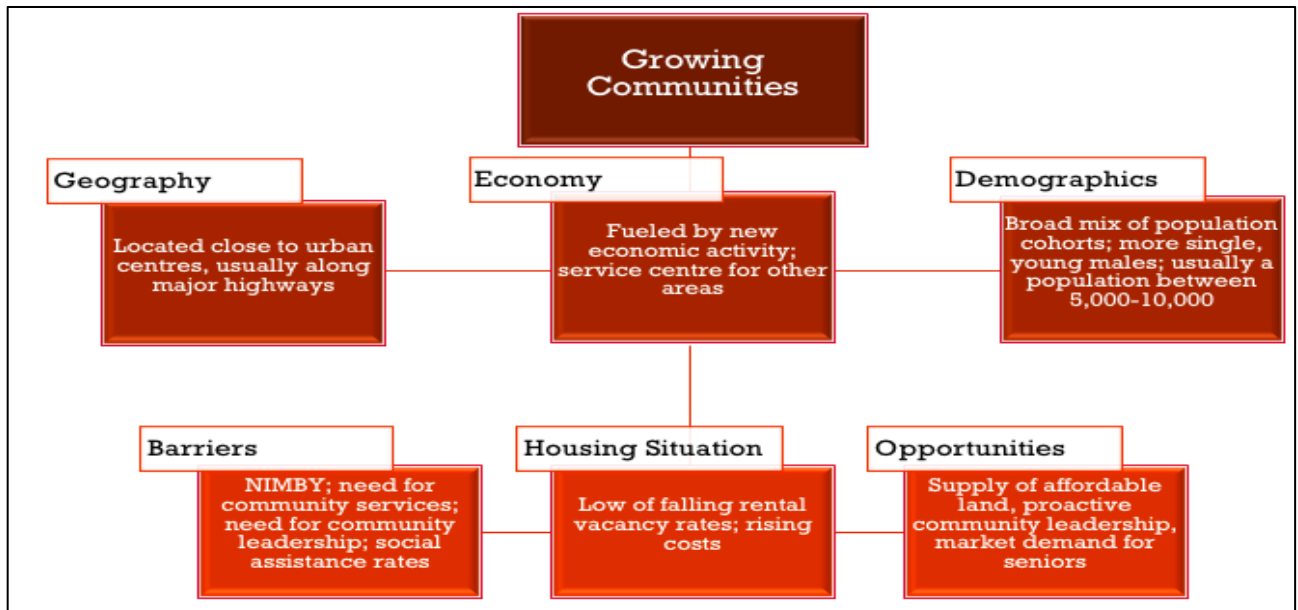 Growing
Communities
Geography
Located close to urban
centres, usually along
major highways
Economy
Fueled by new
economic activity;
service centre for other
areas
Demographics
Broad mix of population
cohorts; more single,
young males; usually a
population between
5,000-10,000
Barriers
NIMBY; need for
community services;
need for community
leadership; social
assistance rates
Housing Situation
Low of falling rental
vacancy rates; rising
costs
Opportunities
Supply of affordable
land, proactive
community leadership,
market demand for
seniors